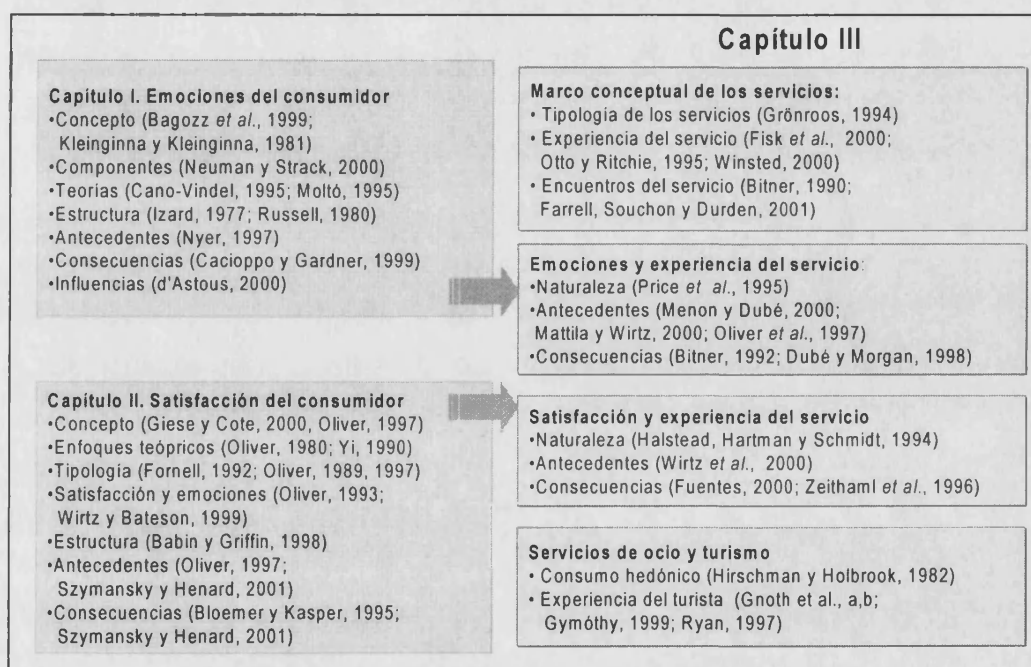 Capítulo I. Emociones del consumidor
•Concepto (Bagozz et al., 1999;
Kleinginna y Kleinginna, 1981)
•Componentes (Neuman y Strack, 2000)
•Teorías (Cano-Vindel, 1995; Moltó, 1995)
•Estructura (Izard, 1977; Russell, 1980)
•Antecedentes (Nyer, 1997)
•Consecuencias (Cacioppo y Gardner, 1999)
•Influencias (d'Astous, 2000)
Capítulo II. Satisfacción del consumidor
•Concepto (Giese y Cote, 2000, Oliver, 1997)
•Enfoques teópricos (Oliver, 1980; Yi, 1990)
•Tipología (Fornell, 1992; Oliver, 1989, 1997)
•Satisfacción y emociones (Oliver, 1993;
Wirtz y Bateson, 1999)
•Estructura (Babin y Griffin, 1998)
•Antecedentes (Oliver, 1997;
Szymansky y Henard, 2001)
•Consecuencias (Bloemer y Kasper, 1995;
Szymansky y Henard, 2001)
Capítulo III
Marco conceptual de los servicios:
• Tipología de los servicios (Grönroos, 1994)
• Experiencia del servicio (Fisk et al., 2000;
Otto y Ritchie, 1995; Winsted, 2000)
• Encuentros del servicio (Bitner, 1990;
Farrell, Souchon y Durden, 2001)
Emociones y experiencia del servicio:
•Naturaleza (Price et al., 1995)
•Antecedentes (Menon y Dubé, 2000;
Mattila y Wirtz, 2000; Oliver et al., 1997)
•Consecuencias (Bitner, 1992; Dubé y Morgan, 1998)
Satisfacción y experiencia del servicio
•Naturaleza (Halstead, Hartman y Schmidt, 1994)
•Antecedentes (Wirtz et al., 2000)
•Consecuencias (Fuentes, 2000; Zeithaml et al., 1996)
Servicios de ocio y turismo
• Consumo hedónico (Hirschman y Holbrook, 1982)
• Experiencia del turista (Gnoth et al., a,b;
Gymóthy, 1999; Ryan, 1997)